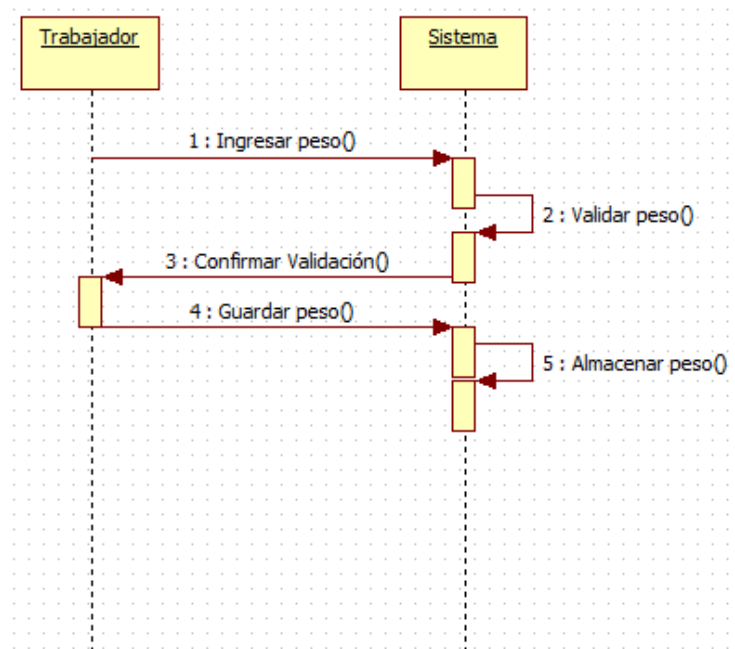 Trabajador
Sistema
1 : Ingresar peso()
2 : Validar peso()
3 : Confirmar Validación()
4 : Guardar peso()
5 : Almacenar peso()